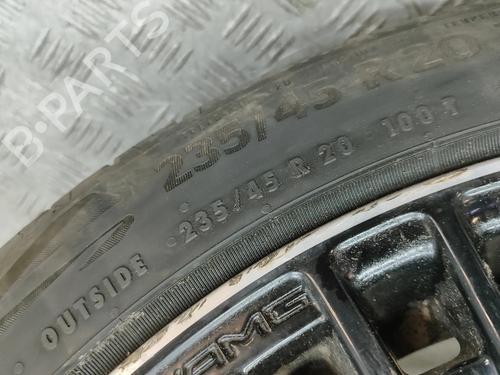 B-PARTS
235/45 R20
OUTSIDE · 235/45 R 20 100 T
AMG